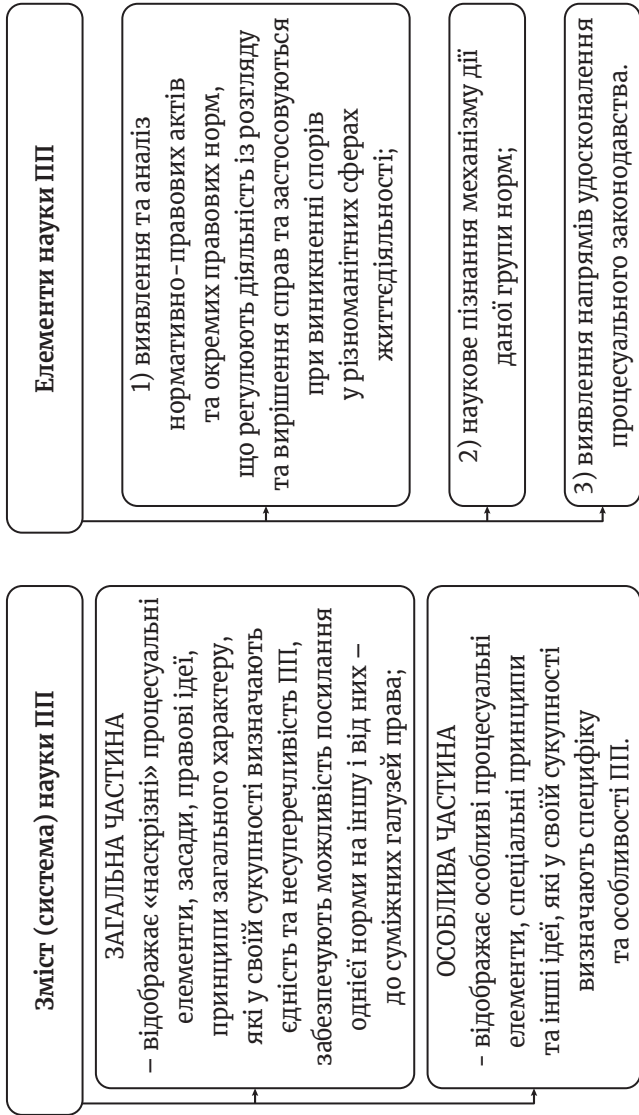 Зміст (система) науки ПП
ЗАГАЛЬНА ЧАСТИНА
– відображає «наскрізні» процесуальні
елементи, засади, правові ідеї,
принципи загального характеру,
які у своїй сукупності визначають
єдність та несуперечливість ПП,
забезпечують можливість посилання
однієї норми на іншу і від них –
до суміжних галузей права;
ОСОБЛИВА ЧАСТИНА
- відображає особливі процесуальні
елементи, спеціальні принципи
та інші ідеї, які у своїй сукупності
визначають специфіку
та особливості ПП.
Елементи науки ПП
1) виявлення та аналіз
нормативно-правових актів
та окремих правових норм,
що регулюють діяльність із розгляду
та вирішення справ та застосовуються
при виникненні спорів
у різноманітних сферах
життєдіяльності;
2) наукове пізнання механізму дії
даної групи норм;
3) виявлення напрямів удосконалення
процесуального законодавства.